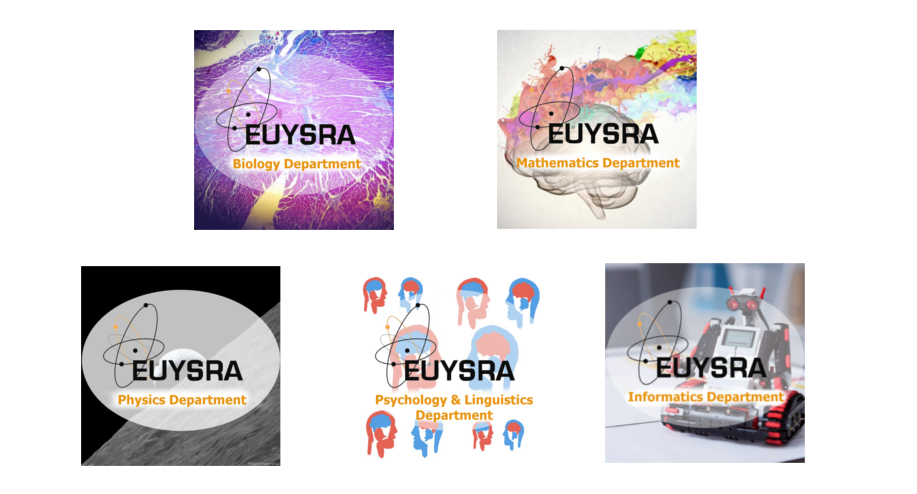 EUYSRA
Biology Department
EUYSRA
Mathematics Department
EUYSRA
Physics Department
EUYSRA
Psychology & Linguistics
Department
EUYSRA
Informatics Department